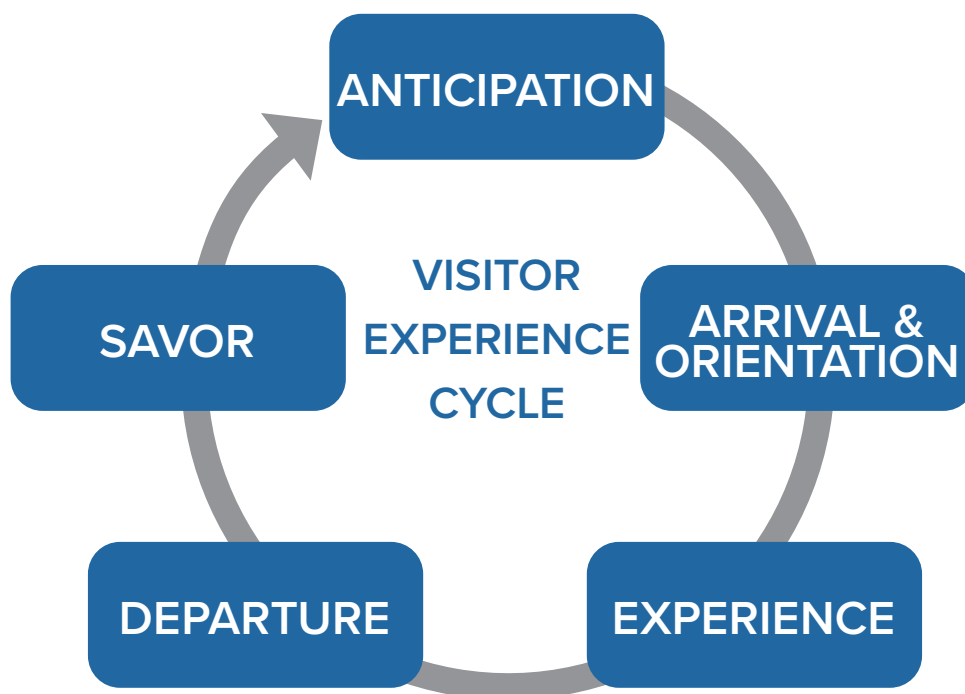 ANTICIPATION
VISITOR
EXPERIENCE
CYCLE
ARRIVAL &
ORIENTATION
SAVOR
DEPARTURE
EXPERIENCE